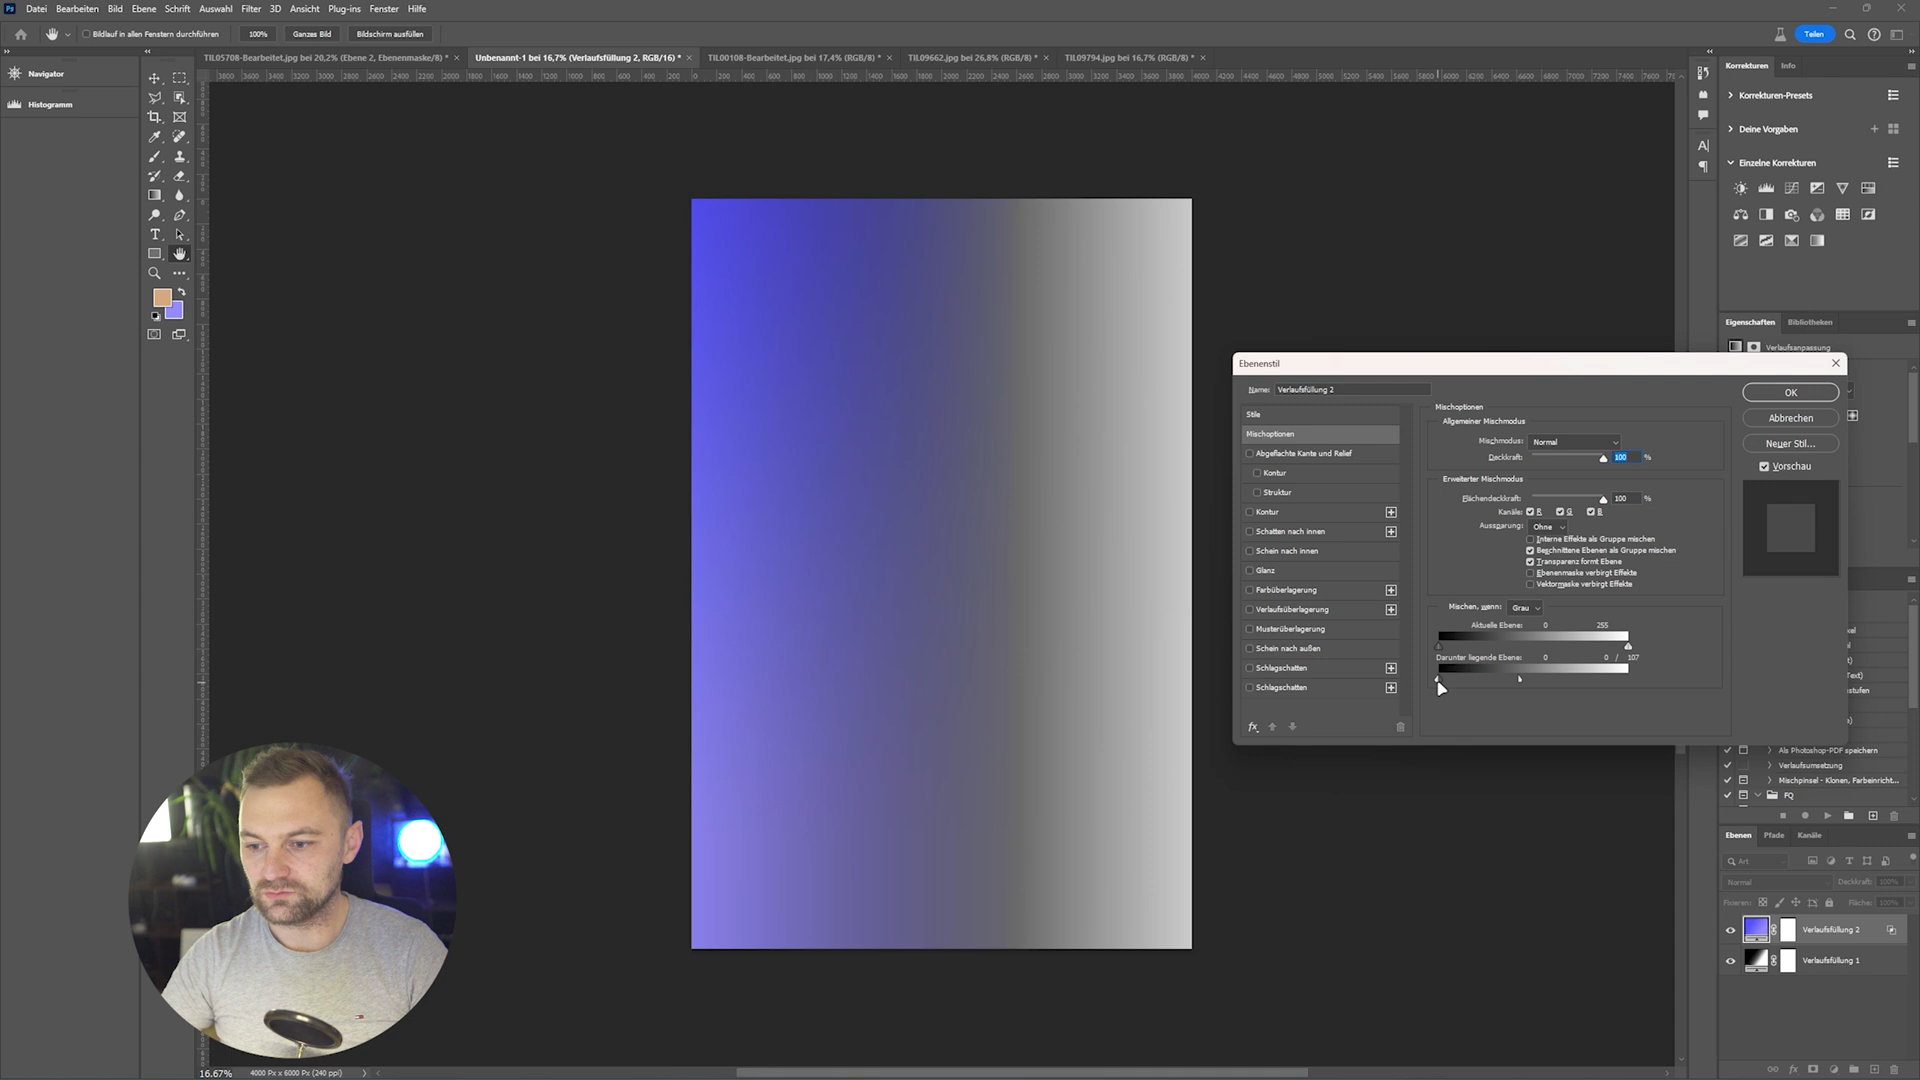 Ps Datei Bearbeiten Bild Ebene Schrift Auswahl Filter 3D Ansicht Plug-ins Fenster Hilfe
Bildlauf in allen Fenstern durchführen 100% Ganzes Bild Bildschirm ausfüllen Teilen
TIL05708-Bearbeitet.jpg bei 20,2% (Ebene 2, Ebenenmaske/8) * Unbenannt-1 bei 16,7% (Verlaufsfüllung 2, RGB/16) * TIL00108-Bearbeitet.jpg bei 17,4% (RGB/8) * TIL09662.jpg bei 26,8% (RGB/8) * TIL09794.jpg bei 16,7% (RGB/8) *
Navigator
Histogramm
Korrekturen Info
Korrekturen-Presets
Deine Vorgaben
Einzelne Korrekturen
Eigenschaften Bibliotheken
Verlaufsanpassung
Ebenenstil
Name: Verlaufsfüllung 2
Stile
Mischoptionen
Abgeflachte Kante und Relief
Kontur
Struktur
Kontur
Schatten nach innen
Schein nach innen
Glanz
Farbüberlagerung
Verlaufsüberlagerung
Musterüberlagerung
Schein nach außen
Schlagschatten
Schlagschatten
fx
Mischoptionen
Allgemeiner Mischmodus
Mischmodus: Normal
Deckkraft: 100 %
Erweiterter Mischmodus
Flächendeckkraft: 100 %
Kanäle: R G B
Aussparung: Ohne
Interne Effekte als Gruppe mischen
Beschnittene Ebenen als Gruppe mischen
Transparenz formt Ebene
Ebenenmaske verbirgt Effekte
Vektormaske verbirgt Effekte
Mischen, wenn: Grau
Aktuelle Ebene: 0 255
Darunter liegende Ebene: 0 0 / 107
OK
Abbrechen
Neuer Stil...
Vorschau
Als Photoshop-PDF speichern
Verlaufsumsetzung
Mischpinsel - Klonen, Farbeinricht...
FQ
Ebenen Pfade Kanäle
Art
Normal Deckkraft: 100%
Fixieren: Fläche: 100%
Verlaufsfüllung 2
Verlaufsfüllung 1
16.67% 4000 Px x 6000 Px (240 ppi)